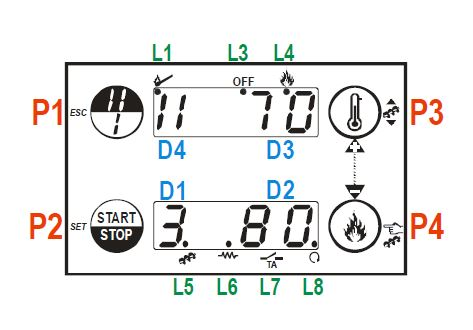 L1 L3 L4
OFF
P1 ESC 11 70 P3
D4 D3
D1 D2
P2 SET START STOP 3. .80. P4
TA
L5 L6 L7 L8